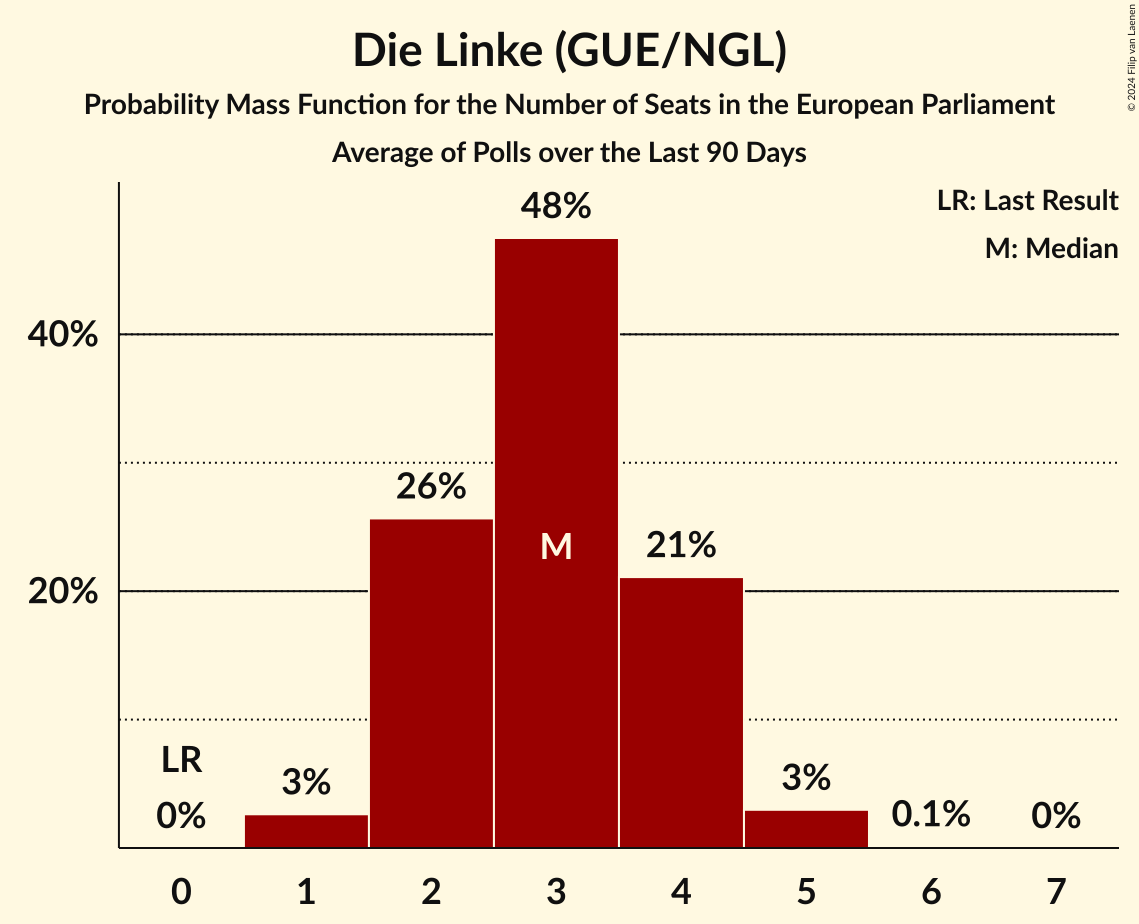 Die Linke (GUE/NGL)
Probability Mass Function for the Number of Seats in the European Parliament
Average of Polls over the Last 90 Days
© 2024 Filip van Laenen
LR: Last Result
M: Median
48%
40%
26%
M
21%
20%
LR
0%
3%
3%
0.1%
0%
0 1 2 3 4 5 6 7